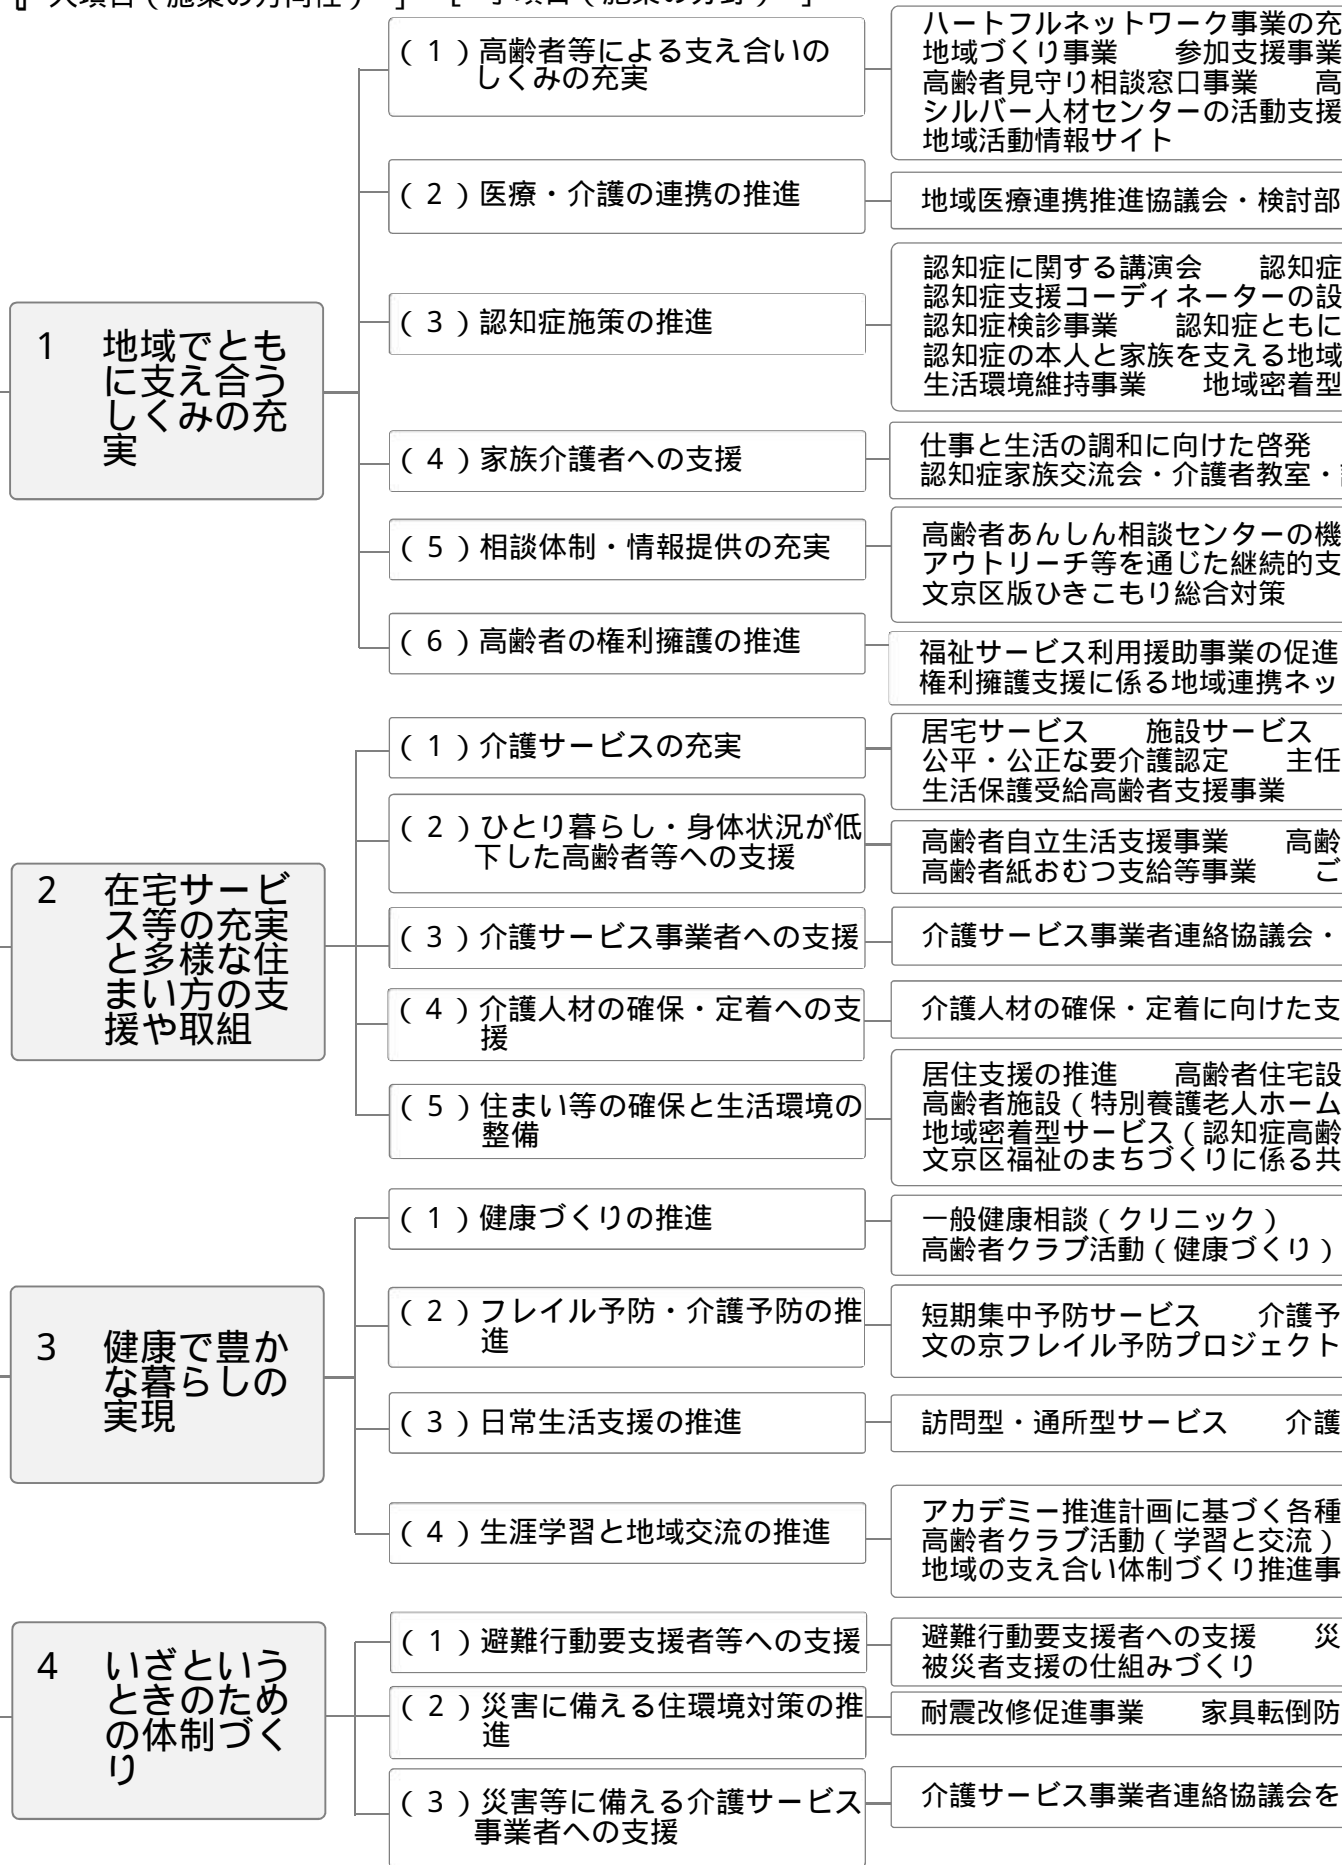 （１）高齢者等による支え合いの
しくみの充実
ハートフルネットワーク事業の充
地域づくり事業　　参加支援事業
高齢者見守り相談窓口事業　　高
シルバー人材センターの活動支援
地域活動情報サイト
（２）医療・介護の連携の推進
地域医療連携推進協議会・検討部
1　地域でとも
に支え合う
しくみの充
実
（３）認知症施策の推進
認知症に関する講演会　　認知症
認知症支援コーディネーターの設
認知症検診事業　　認知症ともに
認知症の本人と家族を支える地域
生活環境維持事業　　地域密着型
（４）家族介護者への支援
仕事と生活の調和に向けた啓発
認知症家族交流会・介護者教室・
（５）相談体制・情報提供の充実
高齢者あんしん相談センターの機
アウトリーチ等を通じた継続的支
文京区版ひきこもり総合対策
（６）高齢者の権利擁護の推進
福祉サービス利用援助事業の促進
権利擁護支援に係る地域連携ネッ
（１）介護サービスの充実
居宅サービス　　施設サービス
公平・公正な要介護認定　　主任
生活保護受給高齢者支援事業
2　在宅サービ
ス等の充実
と多様な住
まい方の支
援や取組
（２）ひとり暮らし・身体状況が低
下した高齢者等への支援
高齢者自立生活支援事業　　高齢
高齢者紙おむつ支給等事業　　ご
（３）介護サービス事業者への支援
介護サービス事業者連絡協議会・
（４）介護人材の確保・定着への支
援
介護人材の確保・定着に向けた支
（５）住まい等の確保と生活環境の
整備
居住支援の推進　　高齢者住宅設
高齢者施設（特別養護老人ホーム
地域密着型サービス（認知症高齢
文京区福祉のまちづくりに係る共
（１）健康づくりの推進
一般健康相談（クリニック）
高齢者クラブ活動（健康づくり）
3　健康で豊か
な暮らしの
実現
（２）フレイル予防・介護予防の推
進
短期集中予防サービス　　介護予
文の京フレイル予防プロジェクト
（３）日常生活支援の推進
訪問型・通所型サービス　　介護
（４）生涯学習と地域交流の推進
アカデミー推進計画に基づく各種
高齢者クラブ活動（学習と交流）
地域の支え合い体制づくり推進事
4　いざという
ときのため
の体制づく
り
（１）避難行動要支援者等への支援
避難行動要支援者への支援　　災
被災者支援の仕組みづくり
（２）災害に備える住環境対策の推
進
耐震改修促進事業　　家具転倒防
（３）災害等に備える介護サービス
事業者への支援
介護サービス事業者連絡協議会を